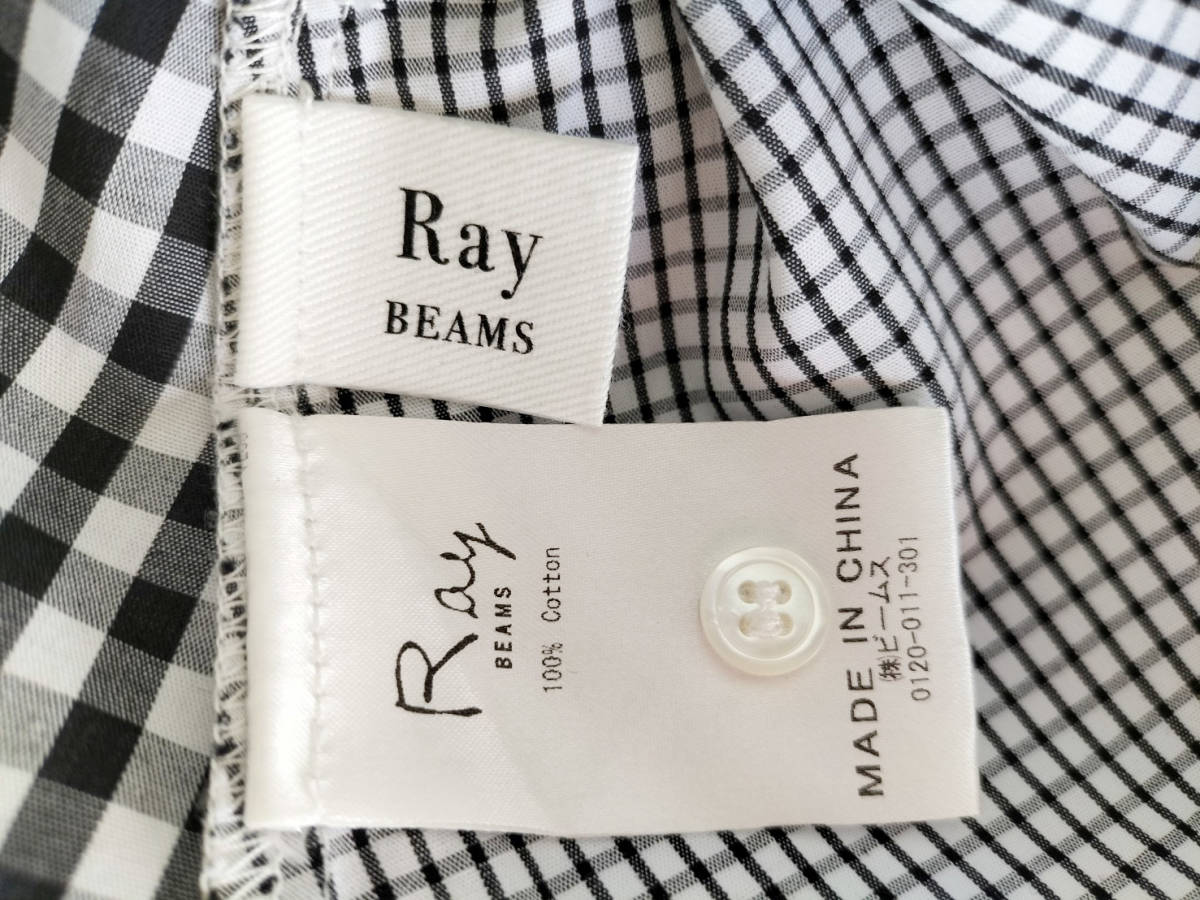 Ray
BEAMS
Ray
BEAMS
100% Cotton
MADE IN CHINA
㈱ビームス
0120-011-301